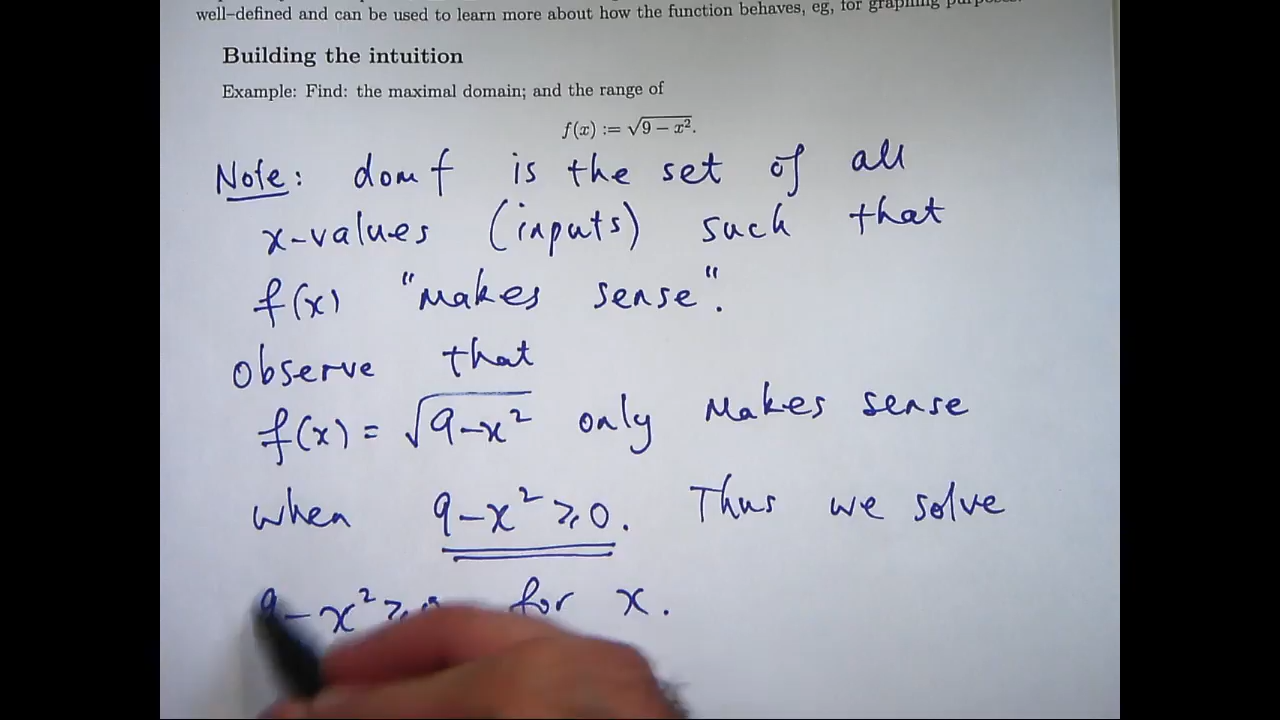 well–defined and can be used to learn more about how the function behaves, eg, for graphing purposes.
Building the intuition
Example: Find: the maximal domain; and the range of
f(x) := √9 − x².
Note: dom f is the set of all
x-values (inputs) such that
f(x) "makes sense".
Observe that
f(x) = √9-x² only makes sense
when 9-x² ≥ 0. Thus we solve
9-x² ≥ for x.